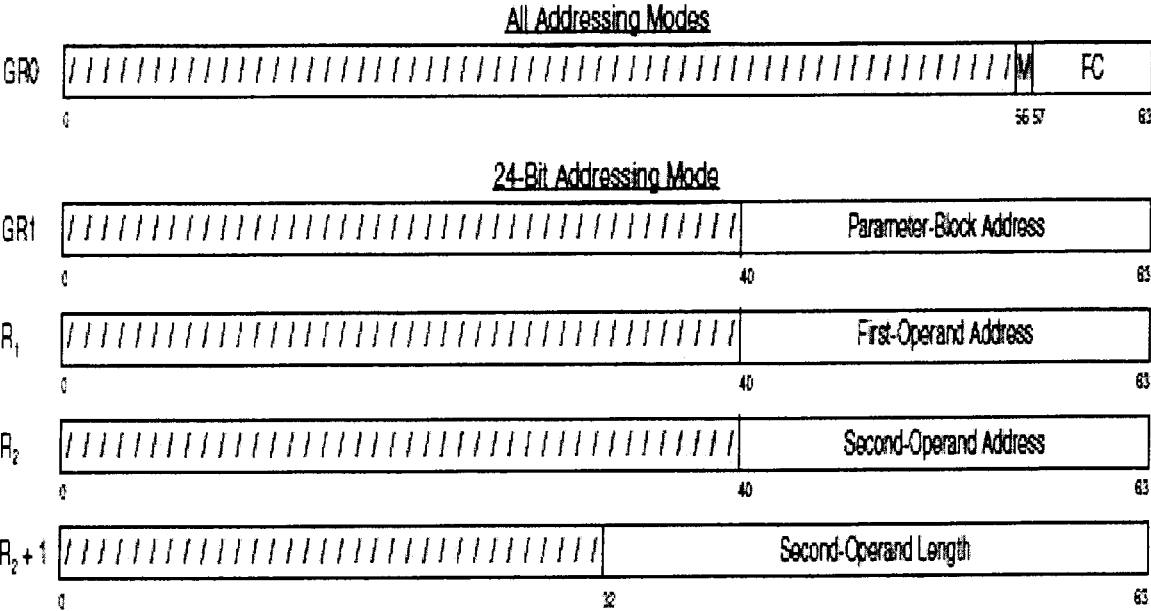 All Addressing Modes
GR0 / / / / / / / / / / / / / / / / / / / / / / / / / / / / / / / / / / / / / / / / / / / / / / / / / / / / / / / / M FC
0 56 57 63
24-Bit Addressing Mode
GR1 / / / / / / / / / / / / / / / / / / / / / / / / / / / / / / / / / / / / / / / / Parameter-Block Address
0 40 63
R₁ / / / / / / / / / / / / / / / / / / / / / / / / / / / / / / / / / / / / / / / / First-Operand Address
0 40 63
R₂ / / / / / / / / / / / / / / / / / / / / / / / / / / / / / / / / / / / / / / / / Second-Operand Address
0 40 63
R₂ + 1 / / / / / / / / / / / / / / / / / / / / / / / / / / / / / / / / Second-Operand Length
0 32 63